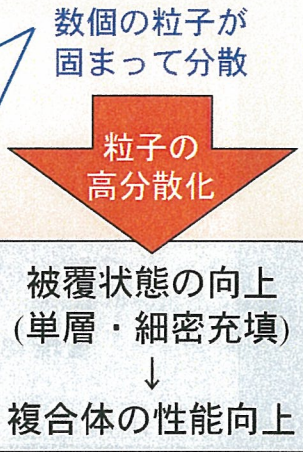 数個の粒子が
固まって分散
粒子の
高分散化
被覆状態の向上
(単層・細密充填)
↓
複合体の性能向上